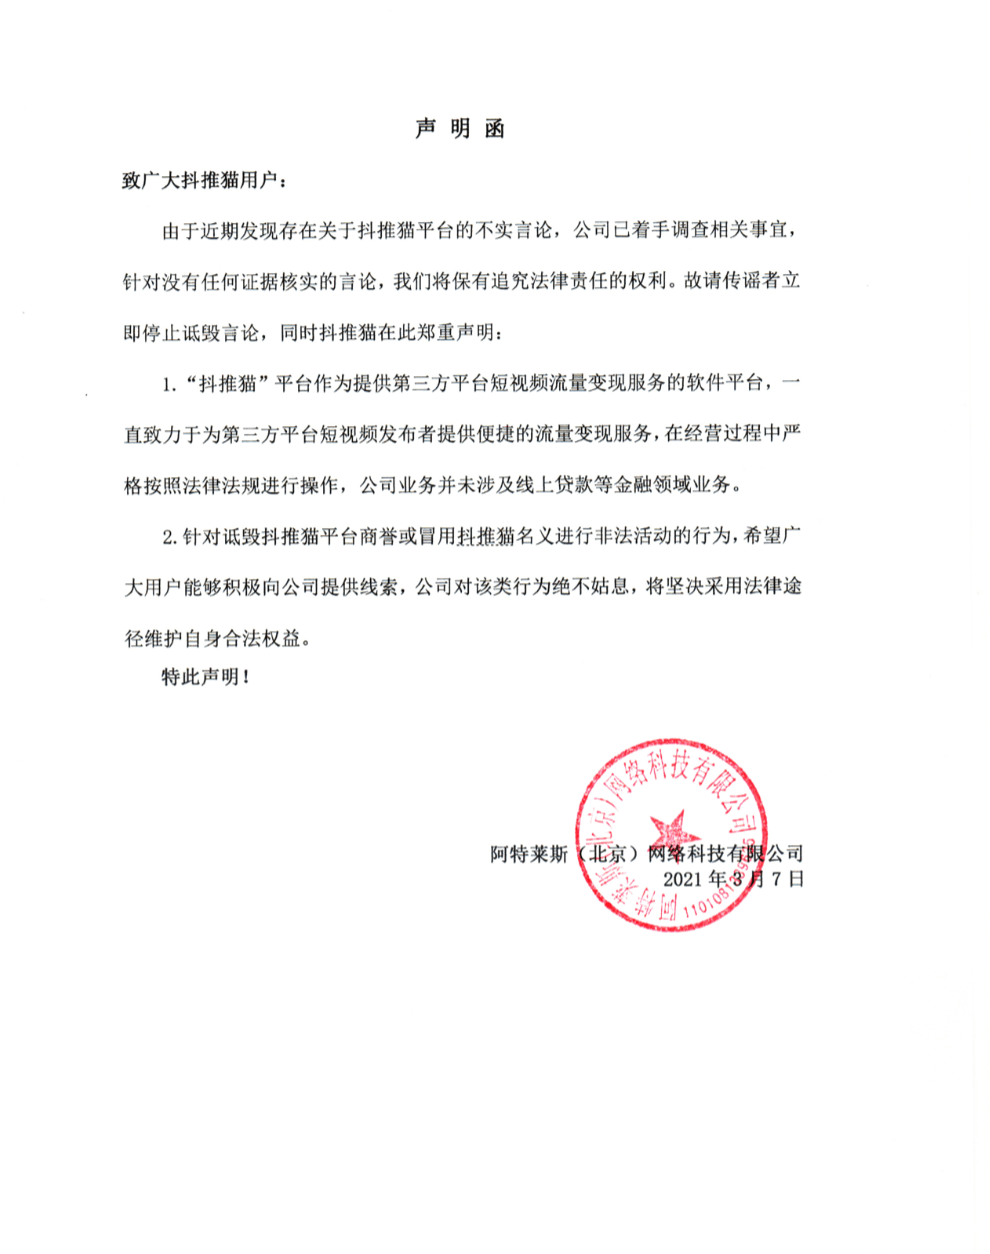 声 明 函
致广大抖推猫用户：
由于近期发现存在关于抖推猫平台的不实言论，公司已着手调查相关事宜，
针对没有任何证据核实的言论，我们将保有追究法律责任的权利。故请传谣者立
即停止诋毁言论，同时抖推猫在此郑重声明：
1.“抖推猫”平台作为提供第三方平台短视频流量变现服务的软件平台，一
直致力于为第三方平台短视频发布者提供便捷的流量变现服务，在经营过程中严
格按照法律法规进行操作，公司业务并未涉及线上贷款等金融领域业务。
2.针对诋毁抖推猫平台商誉或冒用抖推猫名义进行非法活动的行为，希望广
大用户能够积极向公司提供线索，公司对该类行为绝不姑息，将坚决采用法律途
径维护自身合法权益。
特此声明！
阿特莱斯（北京）网络科技有限公司
2021 年 3 月 7 日
阿特莱斯（北京）网络科技有限公司